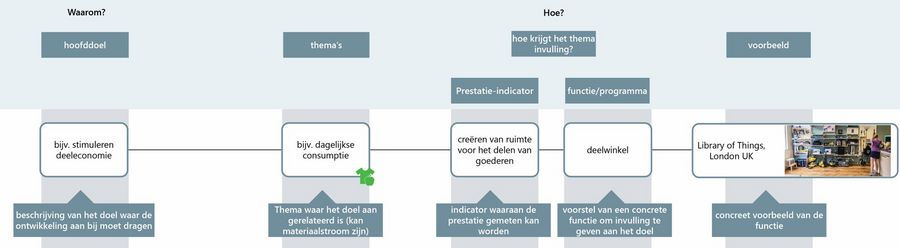 Waarom?
Hoe?
hoofddoel
thema's
hoe krijgt het thema
invulling?
voorbeeld
Prestatie-indicator
functie/programma
bijv. stimuleren
deeleconomie
bijv. dagelijkse
consumptie
creëren van ruimte
voor het delen van
goederen
deelwinkel
Library of Things,
London UK
beschrijving van het doel waar de
ontwikkeling aan bij moet dragen
Thema waar het doel aan
gerelateerd is (kan
materiaalstroom zijn)
indicator waaraan de
prestatie gemeten kan
worden
voorstel van een concrete
functie om invulling te
geven aan het doel
concreet voorbeeld van de
functie